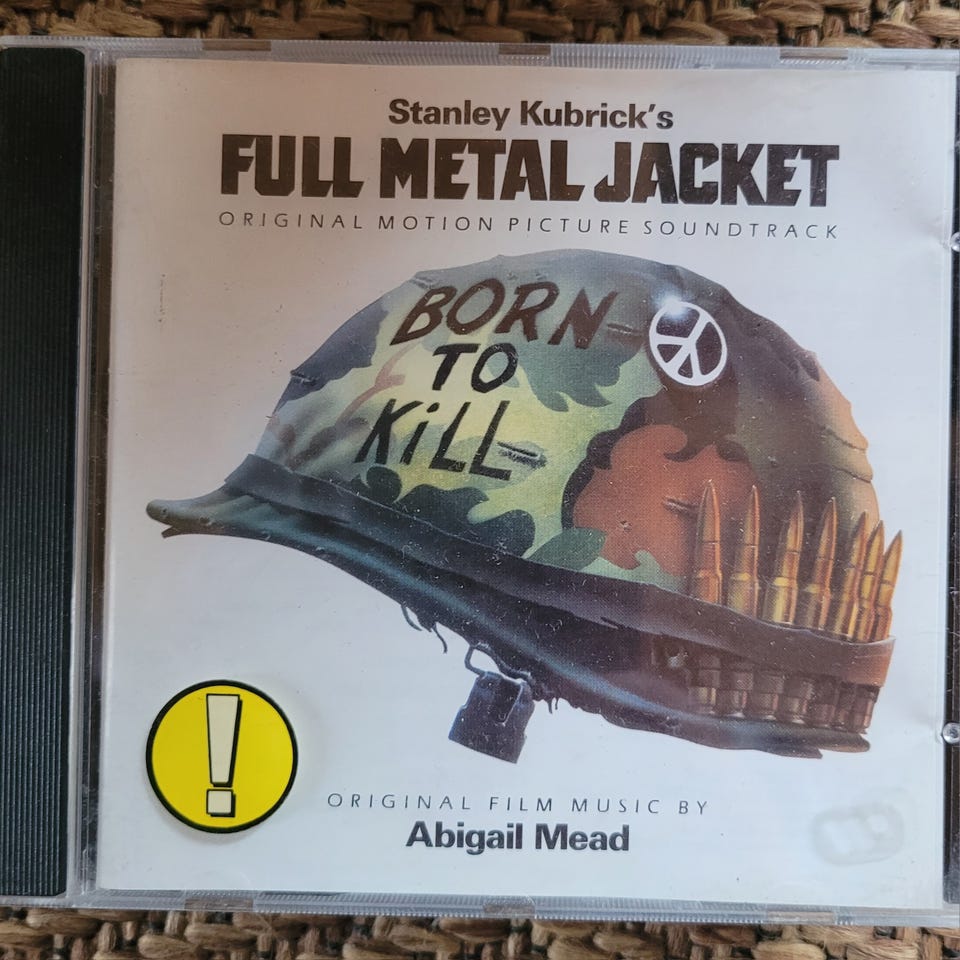 Stanley Kubrick's
FULL METAL JACKET
ORIGINAL MOTION PICTURE SOUNDTRACK
BORN
TO
KiLL
!
ORIGINAL FILM MUSIC BY
Abigail Mead